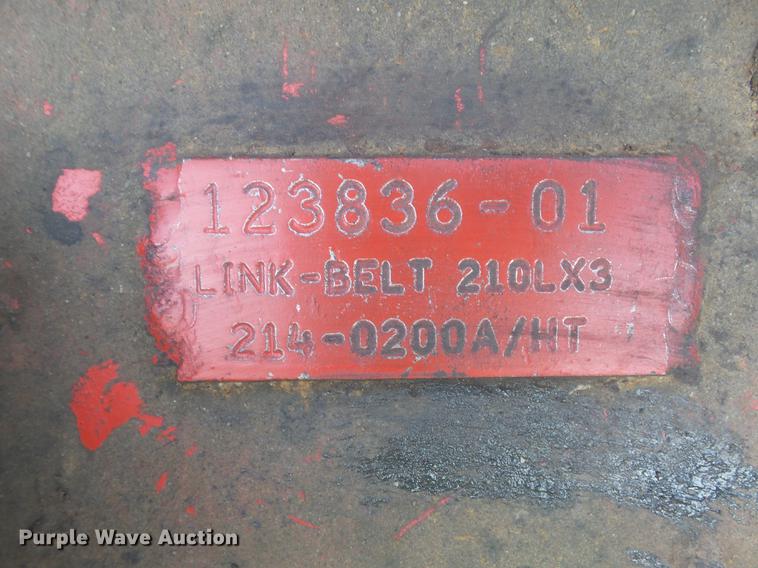 123836-01
LINK-BELT 210LX3
214-0200A/HT
Purple Wave Auction